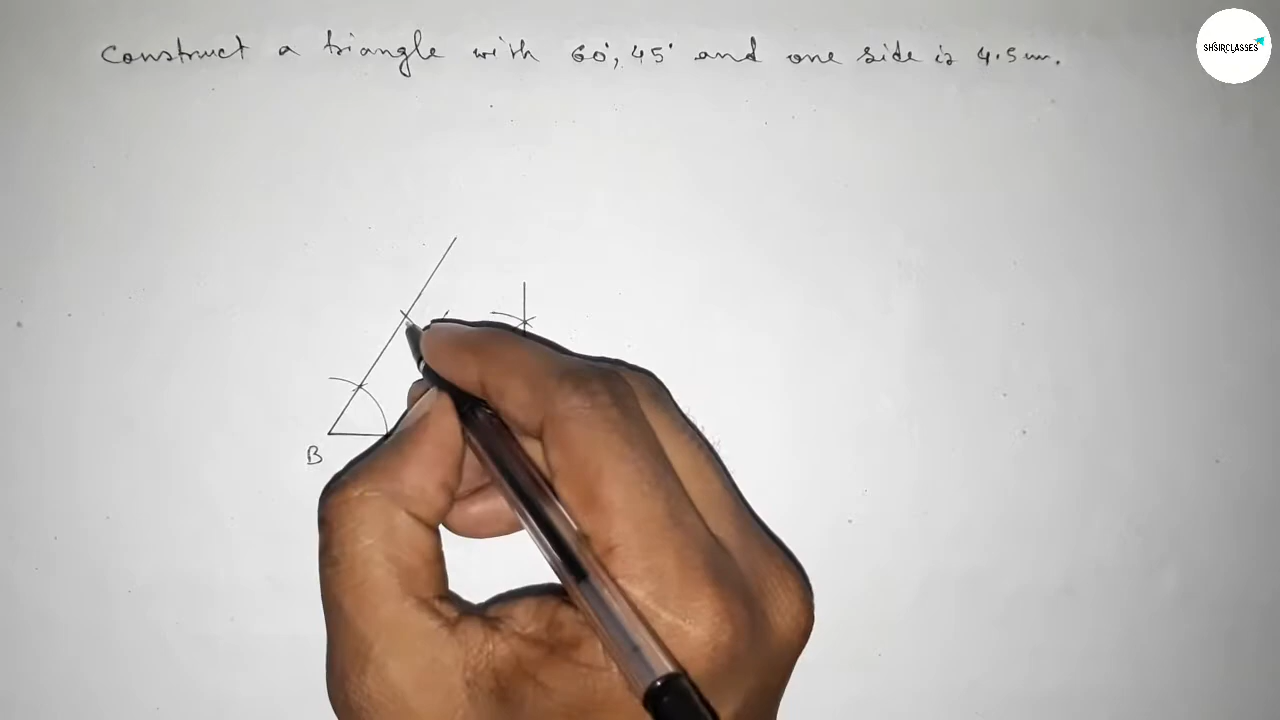 construct a triangle with 60°, 45° and one side is 4.5 cm.
SHSIRCLASSES
B